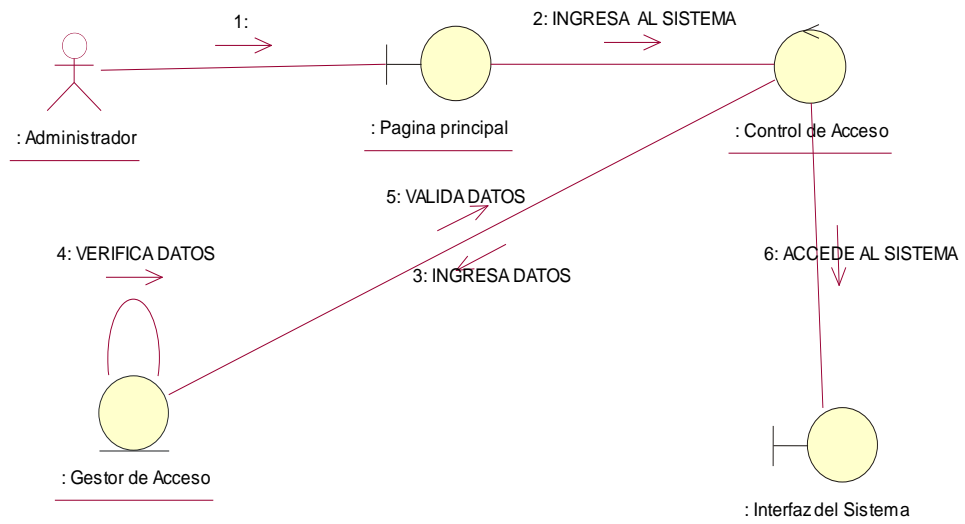 1:
2: INGRESA AL SISTEMA
: Administrador
: Pagina principal
: Control de Acceso
5: VALIDA DATOS
4: VERIFICA DATOS
3: INGRESA DATOS
6: ACCEDE AL SISTEMA
: Gestor de Acceso
: Interfaz del Sistema